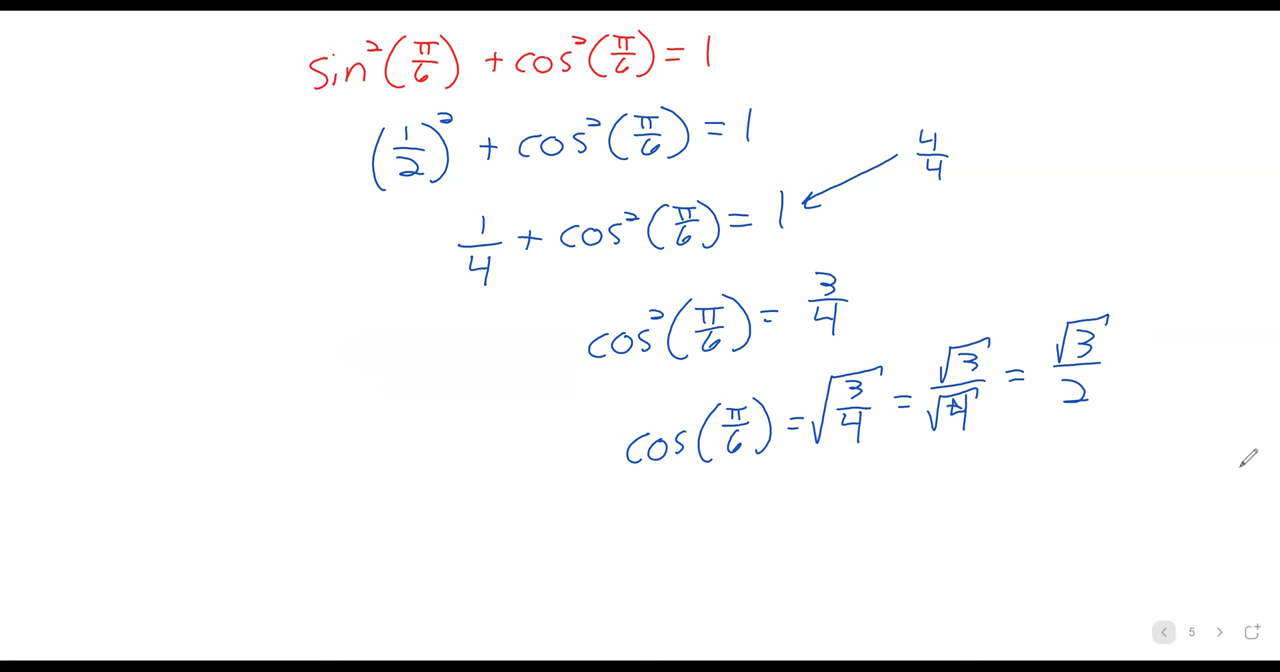 sin²(π/6) + cos²(π/6) = 1
(1/2)² + cos²(π/6) = 1
4/4
1/4 + cos²(π/6) = 1
cos²(π/6) = 3/4
cos(π/6) = √(3/4) = √3/√4 = √3/2
5